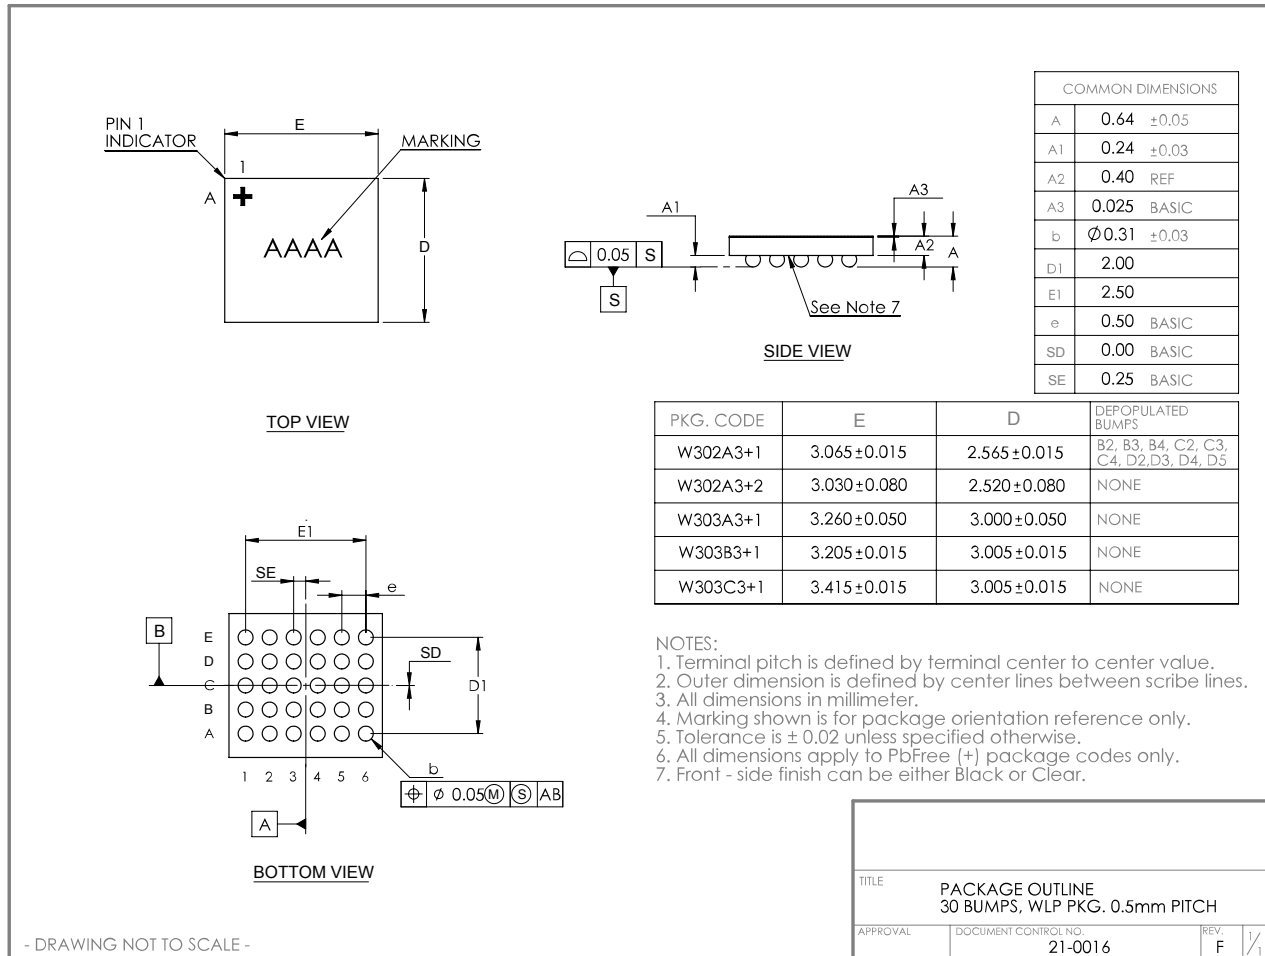 PIN 1
INDICATOR
E
MARKING
1
A
AAAA
D
TOP VIEW
A1
A3
A2
A
0.05 S
S
See Note 7
SIDE VIEW
COMMON DIMENSIONS
A 0.64 ±0.05
A1 0.24 ±0.03
A2 0.40 REF
A3 0.025 BASIC
b Ø0.31 ±0.03
D1 2.00
E1 2.50
e 0.50 BASIC
SD 0.00 BASIC
SE 0.25 BASIC
PKG. CODE E D DEPOPULATED BUMPS
W302A3+1 3.065±0.015 2.565±0.015 B2, B3, B4, C2, C3,
C4, D2,D3, D4, D5
W302A3+2 3.030±0.080 2.520±0.080 NONE
W303A3+1 3.260±0.050 3.000±0.050 NONE
W303B3+1 3.205±0.015 3.005±0.015 NONE
W303C3+1 3.415±0.015 3.005±0.015 NONE
E1
SE
e
B
E
D
C
B
A
SD
D1
1 2 3 4 5 6
b
⌖ Ø 0.05Ⓜ Ⓢ AB
A
BOTTOM VIEW
NOTES:
1. Terminal pitch is defined by terminal center to center value.
2. Outer dimension is defined by center lines between scribe lines.
3. All dimensions in millimeter.
4. Marking shown is for package orientation reference only.
5. Tolerance is ± 0.02 unless specified otherwise.
6. All dimensions apply to PbFree (+) package codes only.
7. Front - side finish can be either Black or Clear.
TITLE
PACKAGE OUTLINE
30 BUMPS, WLP PKG. 0.5mm PITCH
APPROVAL
DOCUMENT CONTROL NO.
21-0016
REV.
F
1/1
- DRAWING NOT TO SCALE -